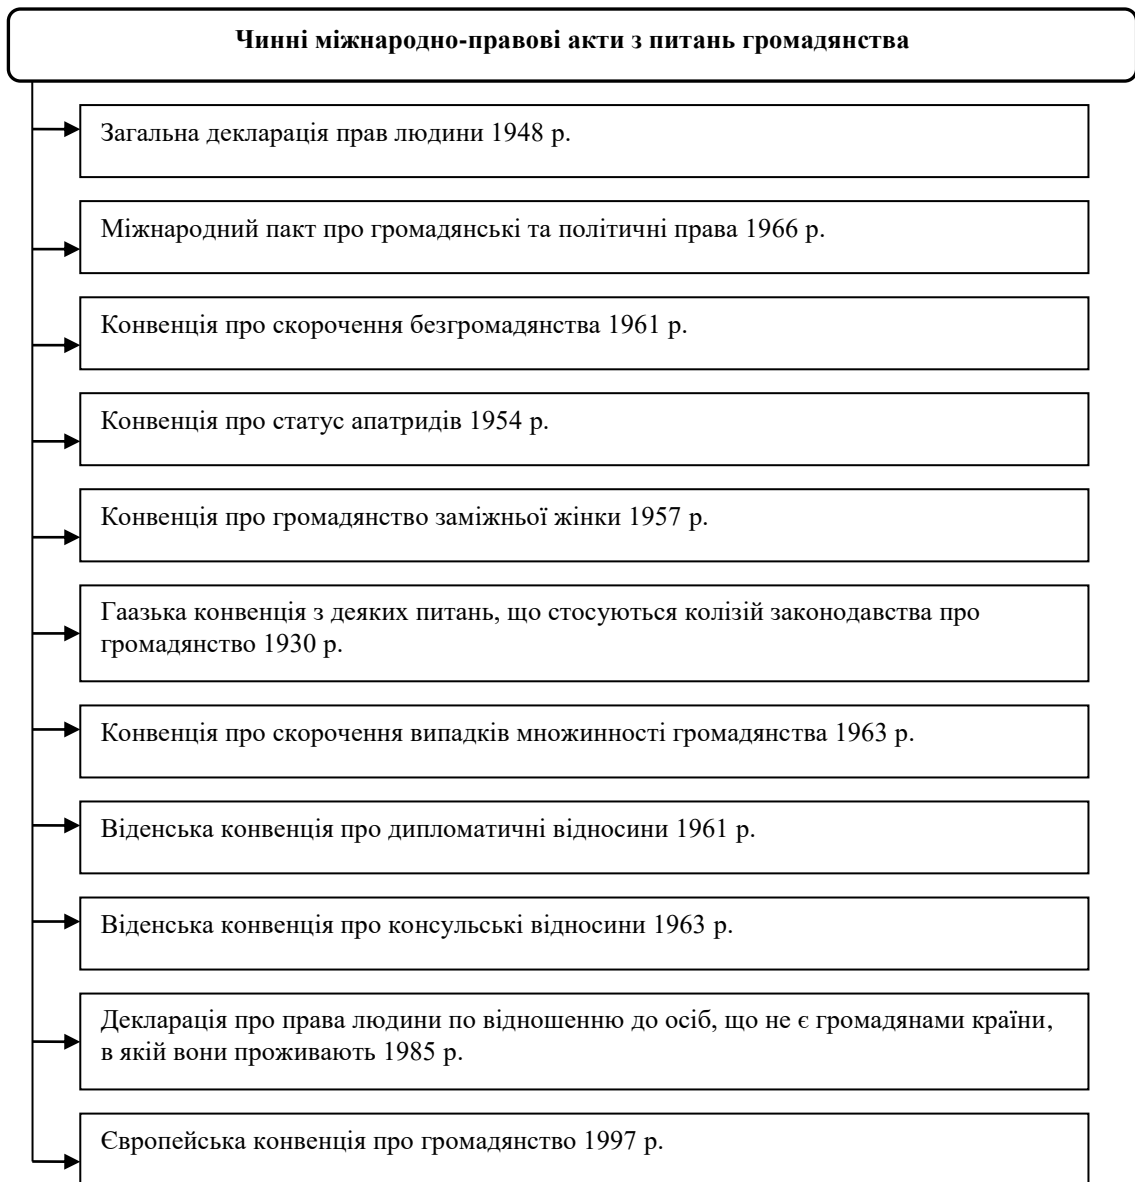 Чинні міжнародно-правові акти з питань громадянства
Загальна декларація прав людини 1948 р.
Міжнародний пакт про громадянські та політичні права 1966 р.
Конвенція про скорочення безгромадянства 1961 р.
Конвенція про статус апатридів 1954 р.
Конвенція про громадянство заміжньої жінки 1957 р.
Гаазька конвенція з деяких питань, що стосуються колізій законодавства про
громадянство 1930 р.
Конвенція про скорочення випадків множинності громадянства 1963 р.
Віденська конвенція про дипломатичні відносини 1961 р.
Віденська конвенція про консульські відносини 1963 р.
Декларація про права людини по відношенню до осіб, що не є громадянами країни,
в якій вони проживають 1985 р.
Європейська конвенція про громадянство 1997 р.